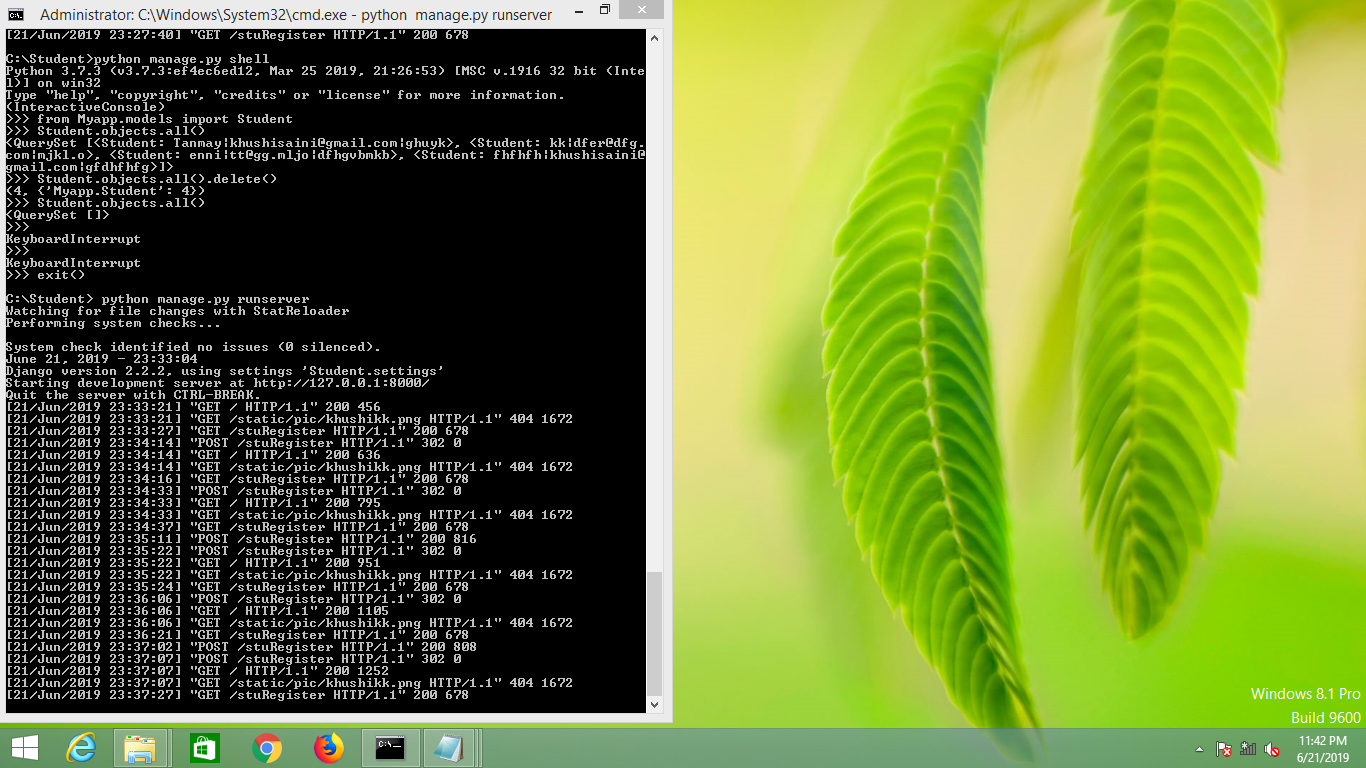 Administrator: C:\Windows\System32\cmd.exe - python  manage.py runserver
[21/Jun/2019 23:27:40] "GET /stuRegister HTTP/1.1" 200 678
C:\Student>python manage.py shell
Python 3.7.3 (v3.7.3:ef4ec6ed12, Mar 25 2019, 21:26:53) [MSC v.1916 32 bit (Inte
l)] on win32
Type "help", "copyright", "credits" or "license" for more information.
(InteractiveConsole)
>>> from Myapp.models import Student
>>> Student.objects.all()
<QuerySet [<Student: Tanmay|khushisaini@gmail.com|ghuyk>, <Student: kk|dfer@dfg.
com|mjkl.o>, <Student: enni|tt@gg.mljo|dfhgvbmkb>, <Student: fhfhfh|khushisaini@
gmail.com|gfdhfhfg>]>
>>> Student.objects.all().delete()
(4, {'Myapp.Student': 4})
>>> Student.objects.all()
<QuerySet []>
>>>
KeyboardInterrupt
>>>
KeyboardInterrupt
>>> exit()
C:\Student> python manage.py runserver
Watching for file changes with StatReloader
Performing system checks...
System check identified no issues (0 silenced).
June 21, 2019 - 23:33:04
Django version 2.2.2, using settings 'Student.settings'
Starting development server at http://127.0.0.1:8000/
Quit the server with CTRL-BREAK.
[21/Jun/2019 23:33:21] "GET / HTTP/1.1" 200 456
[21/Jun/2019 23:33:21] "GET /static/pic/khushikk.png HTTP/1.1" 404 1672
[21/Jun/2019 23:33:27] "GET /stuRegister HTTP/1.1" 200 678
[21/Jun/2019 23:34:14] "POST /stuRegister HTTP/1.1" 302 0
[21/Jun/2019 23:34:14] "GET / HTTP/1.1" 200 636
[21/Jun/2019 23:34:14] "GET /static/pic/khushikk.png HTTP/1.1" 404 1672
[21/Jun/2019 23:34:16] "GET /stuRegister HTTP/1.1" 200 678
[21/Jun/2019 23:34:33] "POST /stuRegister HTTP/1.1" 302 0
[21/Jun/2019 23:34:33] "GET / HTTP/1.1" 200 795
[21/Jun/2019 23:34:33] "GET /static/pic/khushikk.png HTTP/1.1" 404 1672
[21/Jun/2019 23:34:37] "GET /stuRegister HTTP/1.1" 200 678
[21/Jun/2019 23:35:11] "POST /stuRegister HTTP/1.1" 200 816
[21/Jun/2019 23:35:22] "POST /stuRegister HTTP/1.1" 302 0
[21/Jun/2019 23:35:22] "GET / HTTP/1.1" 200 951
[21/Jun/2019 23:35:22] "GET /static/pic/khushikk.png HTTP/1.1" 404 1672
[21/Jun/2019 23:35:24] "GET /stuRegister HTTP/1.1" 200 678
[21/Jun/2019 23:36:06] "POST /stuRegister HTTP/1.1" 302 0
[21/Jun/2019 23:36:06] "GET / HTTP/1.1" 200 1105
[21/Jun/2019 23:36:06] "GET /static/pic/khushikk.png HTTP/1.1" 404 1672
[21/Jun/2019 23:36:21] "GET /stuRegister HTTP/1.1" 200 678
[21/Jun/2019 23:37:02] "POST /stuRegister HTTP/1.1" 200 808
[21/Jun/2019 23:37:07] "POST /stuRegister HTTP/1.1" 302 0
[21/Jun/2019 23:37:07] "GET / HTTP/1.1" 200 1252
[21/Jun/2019 23:37:07] "GET /static/pic/khushikk.png HTTP/1.1" 404 1672
[21/Jun/2019 23:37:27] "GET /stuRegister HTTP/1.1" 200 678
Windows 8.1 Pro
Build 9600
C:\
11:42 PM
6/21/2019